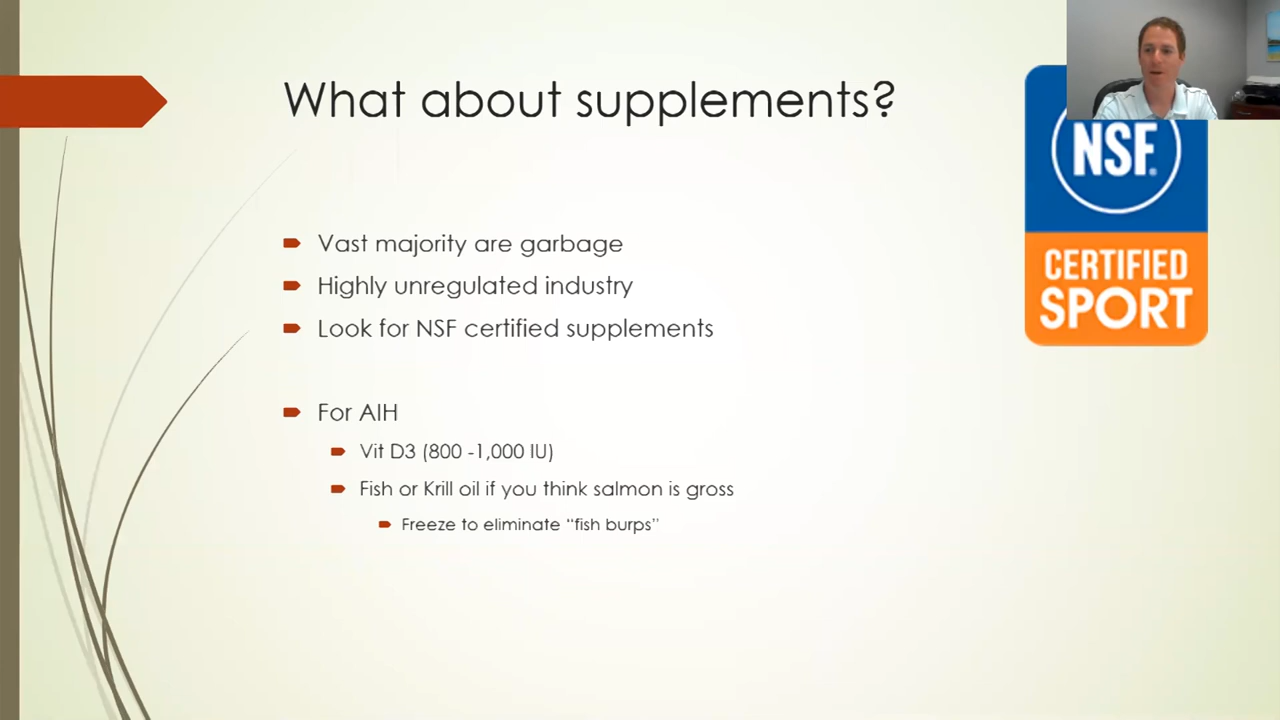 What about supplements?
NSF®
CERTIFIED
SPORT
Vast majority are garbage
Highly unregulated industry
Look for NSF certified supplements
For AIH
Vit D3 (800 -1,000 IU)
Fish or Krill oil if you think salmon is gross
Freeze to eliminate “fish burps”